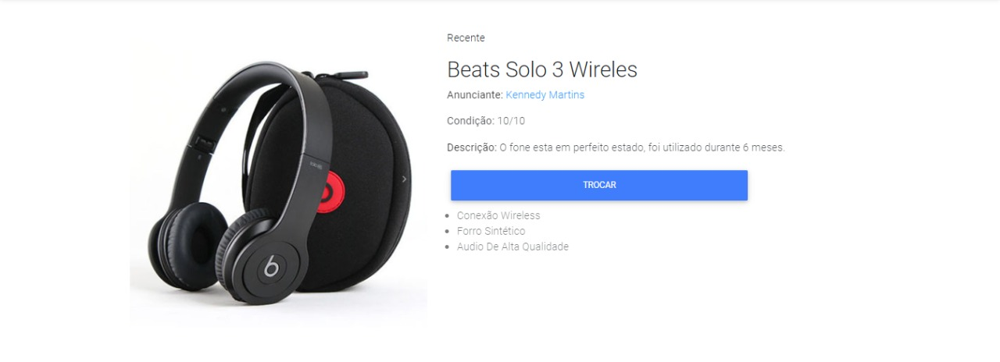 Recente
Beats Solo 3 Wireles
Anunciante: Kennedy Martins
Condição: 10/10
Descrição: O fone esta em perfeito estado, foi utilizado durante 6 meses.
TROCAR
Conexão Wireless
Forro Sintético
Audio De Alta Qualidade